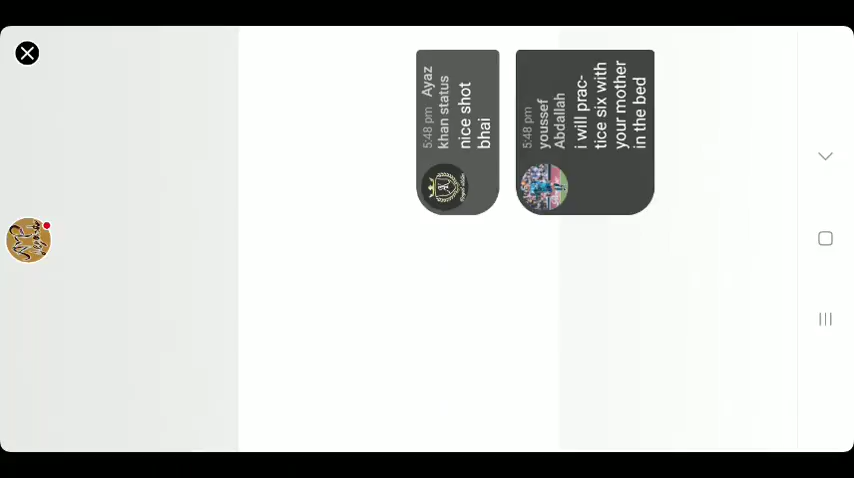 5:48 pm Ayaz
khan status
nice shot
bhai
5:48 pm
youssef
Abdallah
i will prac-
tice six with
your mother
in the bed